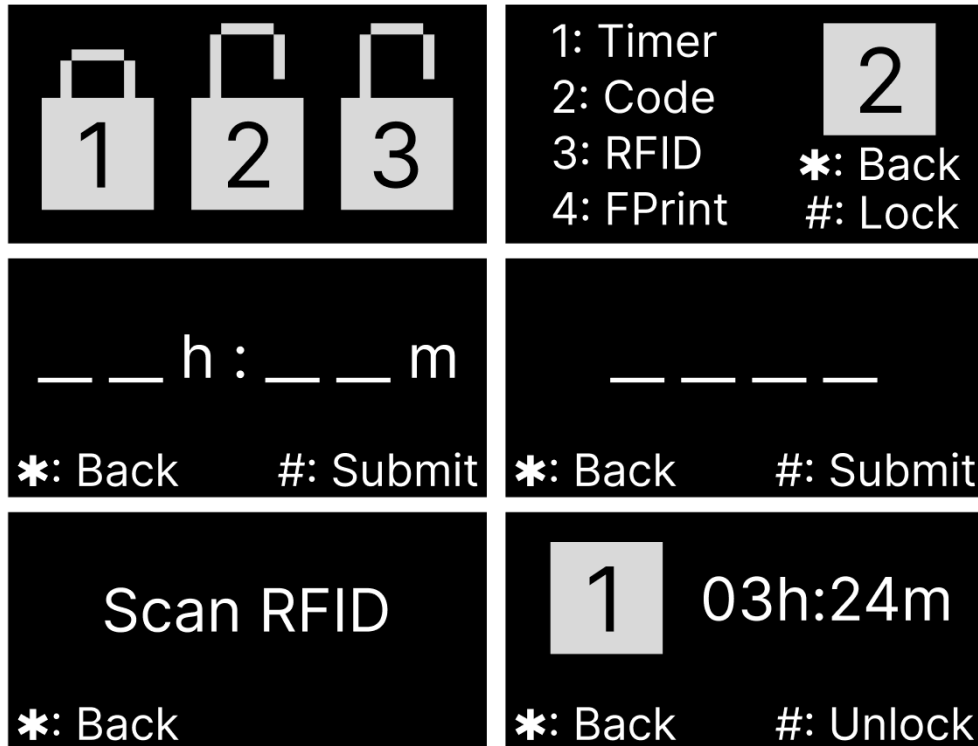 1 2 3
1: Timer
2: Code
3: RFID
4: FPrint
2
✱: Back
#: Lock
__ __ h : __ __ m
✱: Back #: Submit
__ __ __ __
✱: Back #: Submit
Scan RFID
✱: Back
1 03h:24m
✱: Back #: Unlock